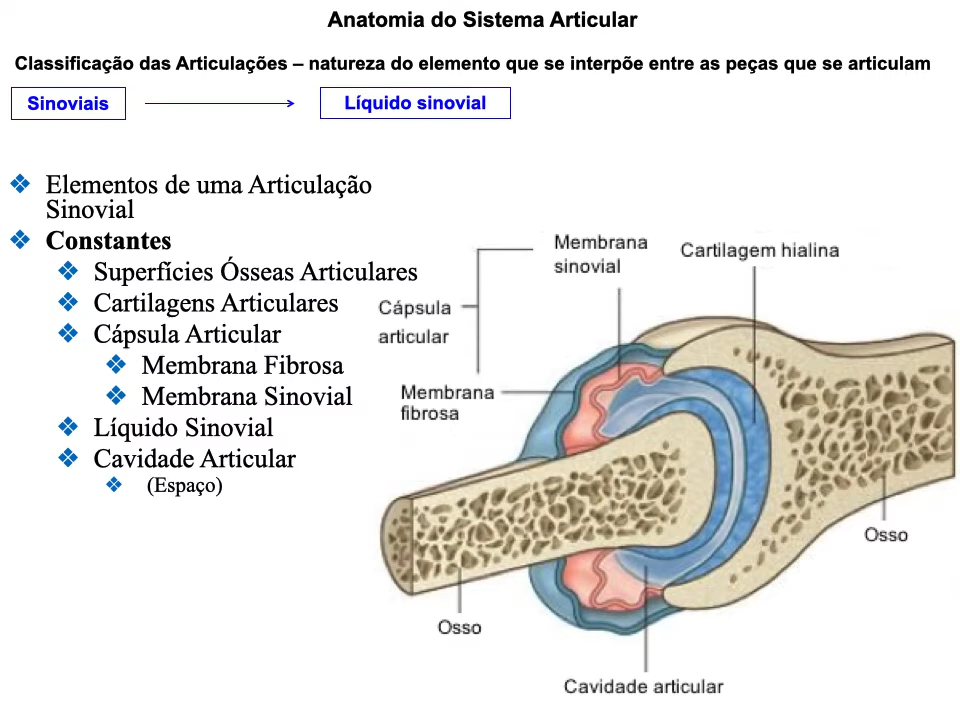 Anatomia do Sistema Articular
Classificação das Articulações – natureza do elemento que se interpõe entre as peças que se articulam
Sinoviais
Líquido sinovial
Elementos de uma Articulação
Sinovial
Constantes
Superfícies Ósseas Articulares
Cartilagens Articulares
Cápsula Articular
Membrana Fibrosa
Membrana Sinovial
Líquido Sinovial
Cavidade Articular
(Espaço)
Membrana
sinovial
Cartilagem hialina
Cápsula
articular
Membrana
fibrosa
Osso
Osso
Cavidade articular